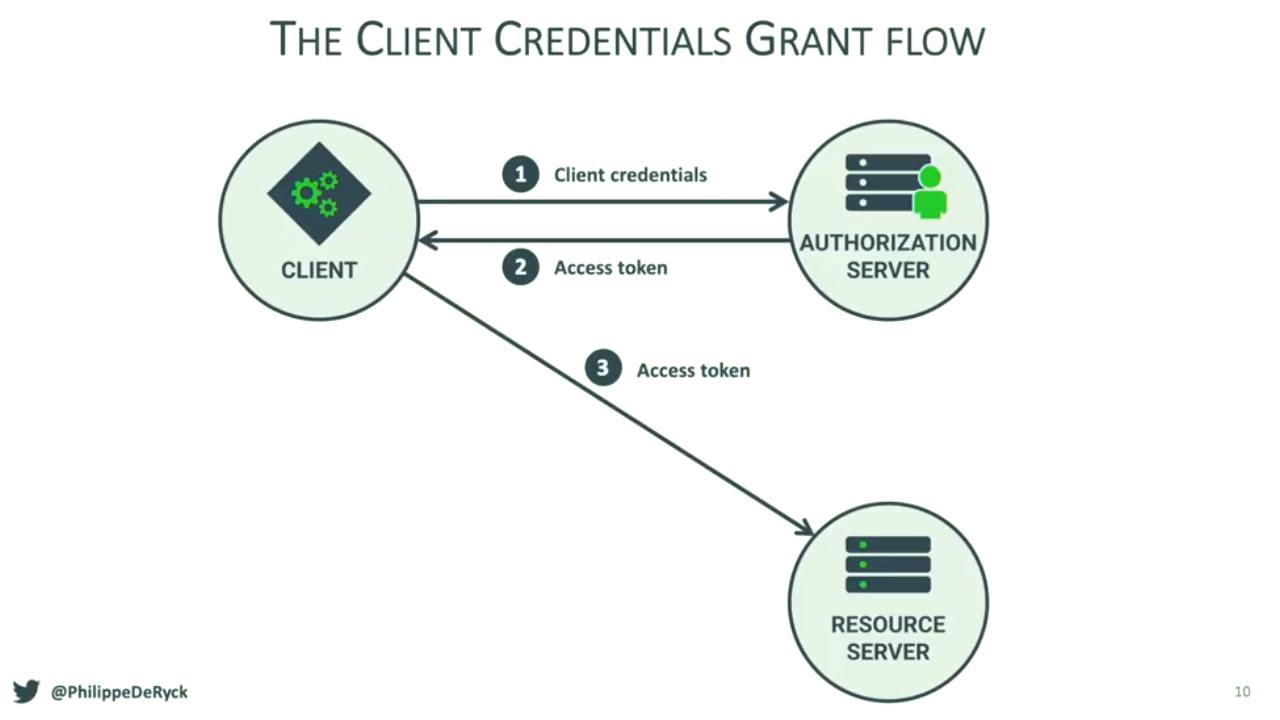 THE CLIENT CREDENTIALS GRANT FLOW
1 Client credentials
2 Access token
CLIENT
AUTHORIZATION
SERVER
3 Access token
RESOURCE
SERVER
@PhilippeDeRyck
10